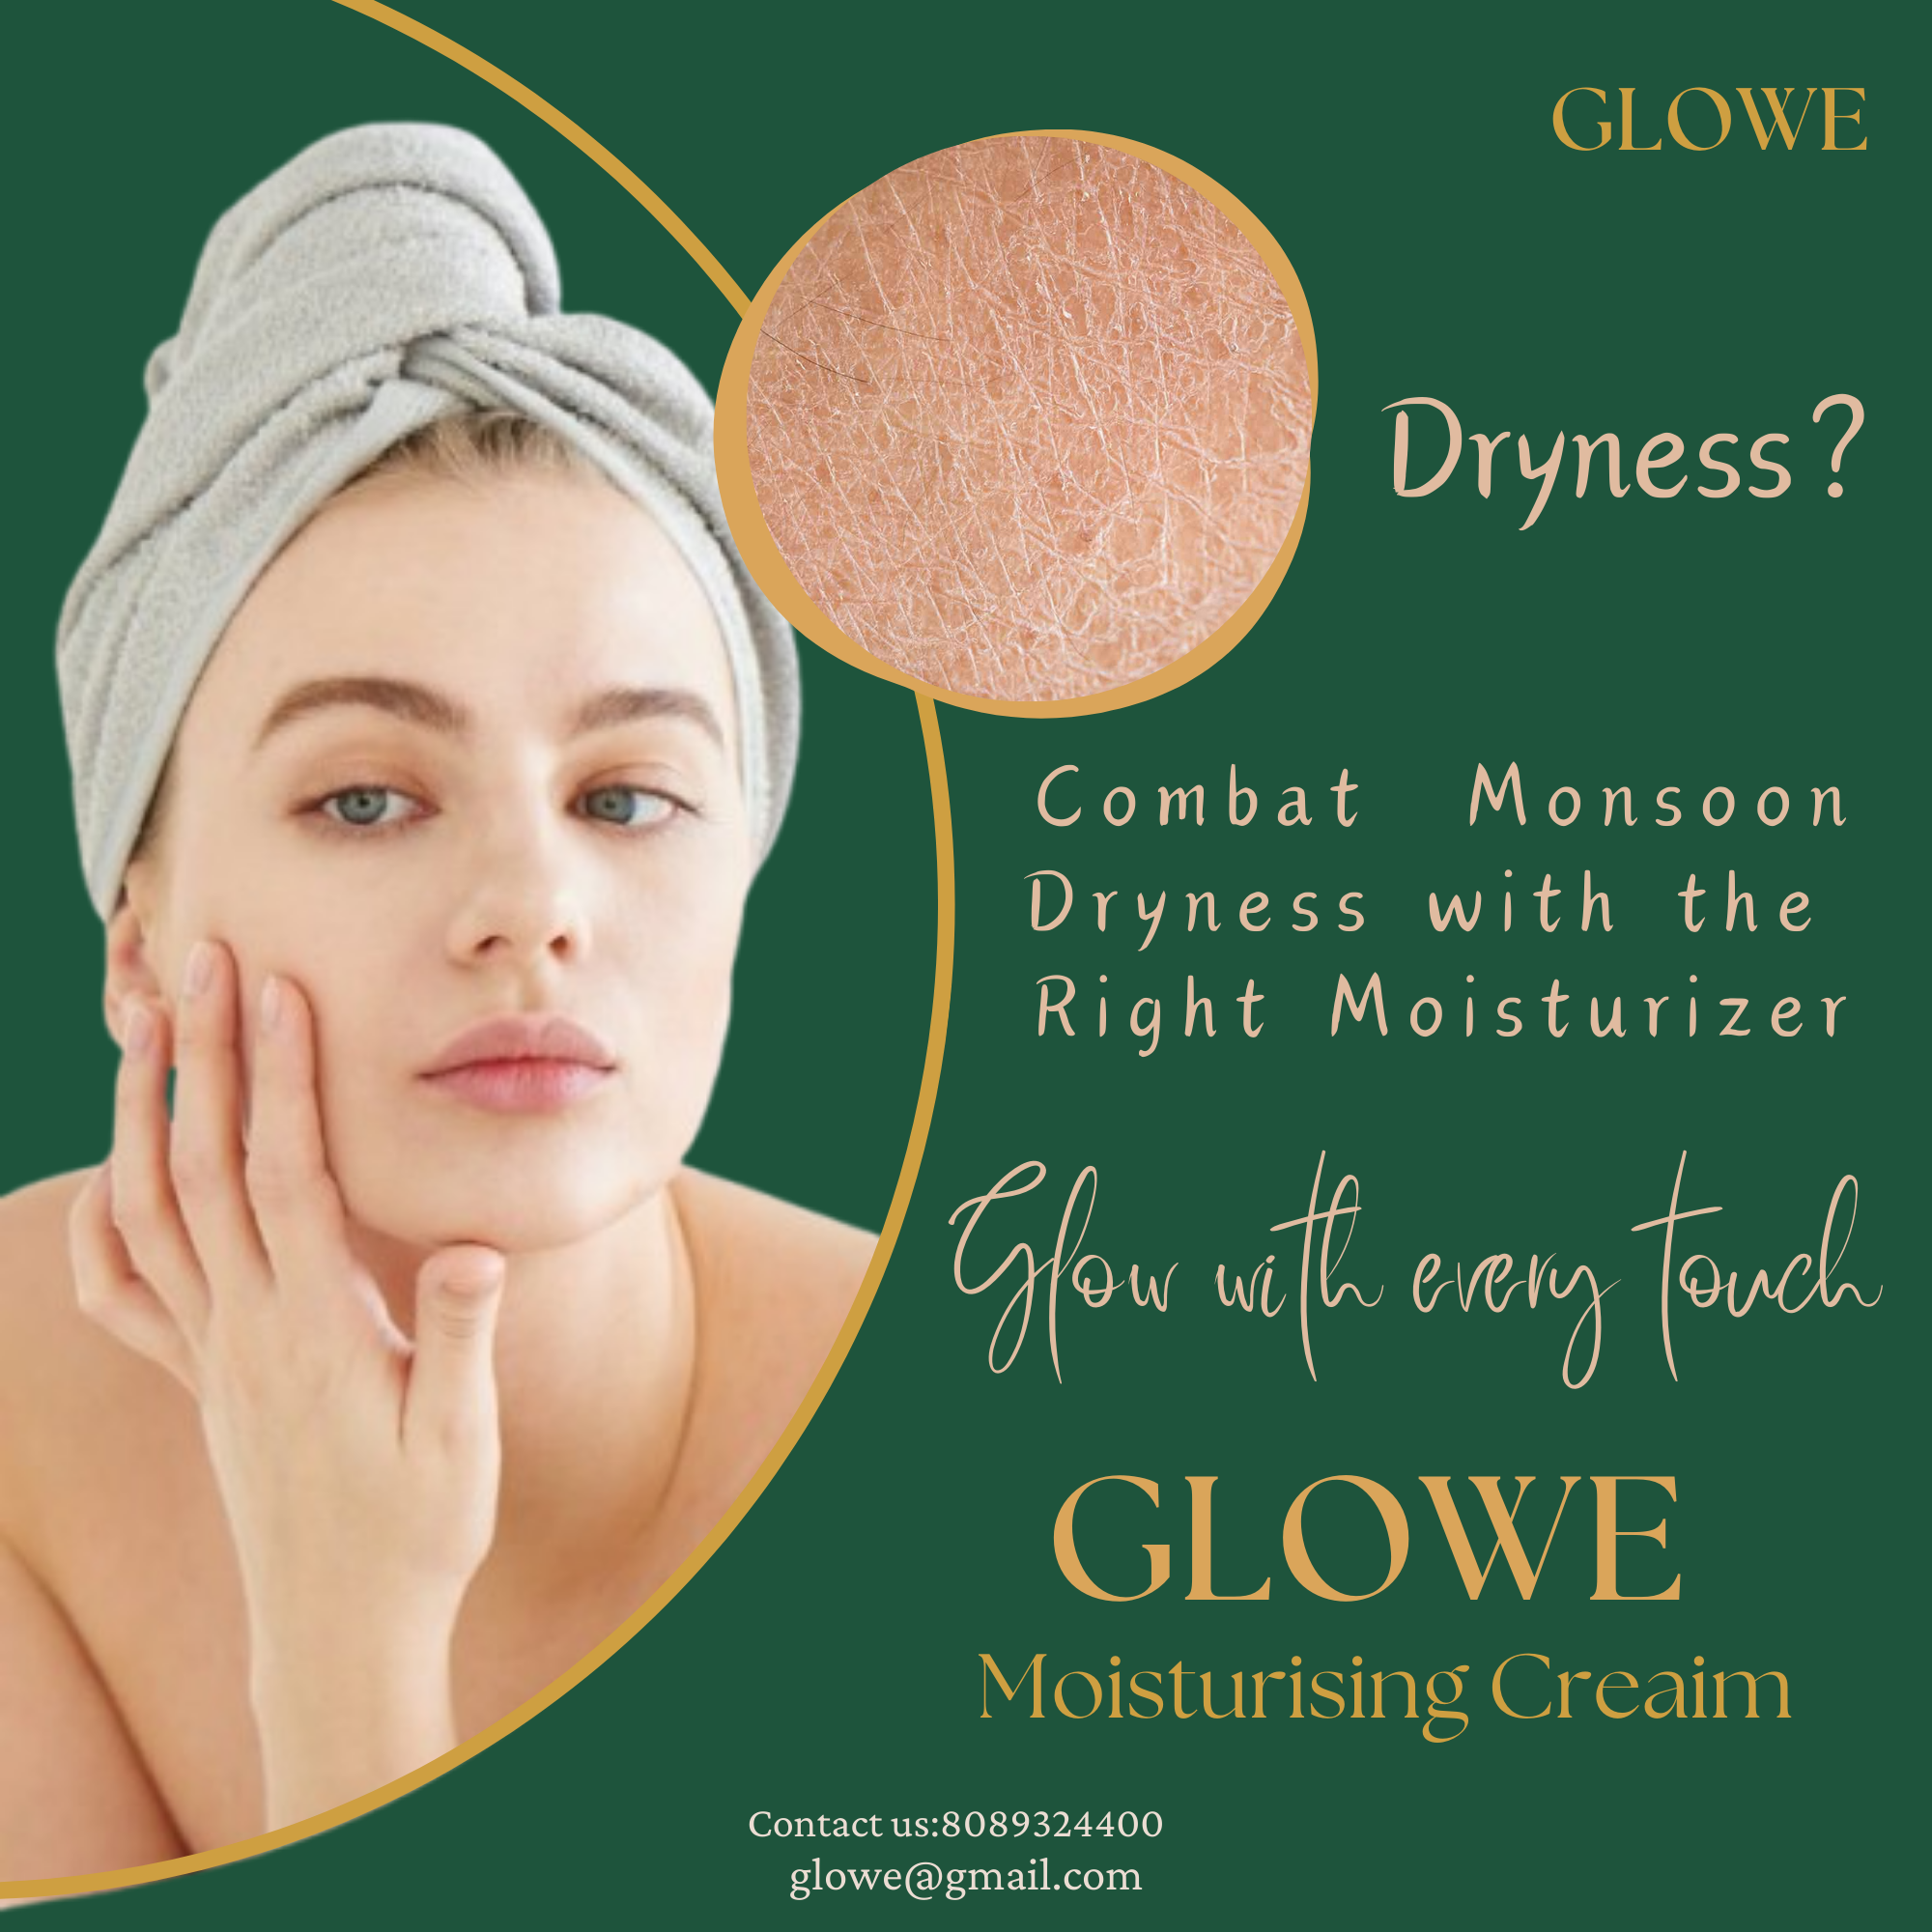 GLOWE
Dryness?
Combat Monsoon
Dryness with the
Right Moisturizer
Glow with every touch
GLOWE
Moisturising Creaim
Contact us:8089324400
glowe@gmail.com